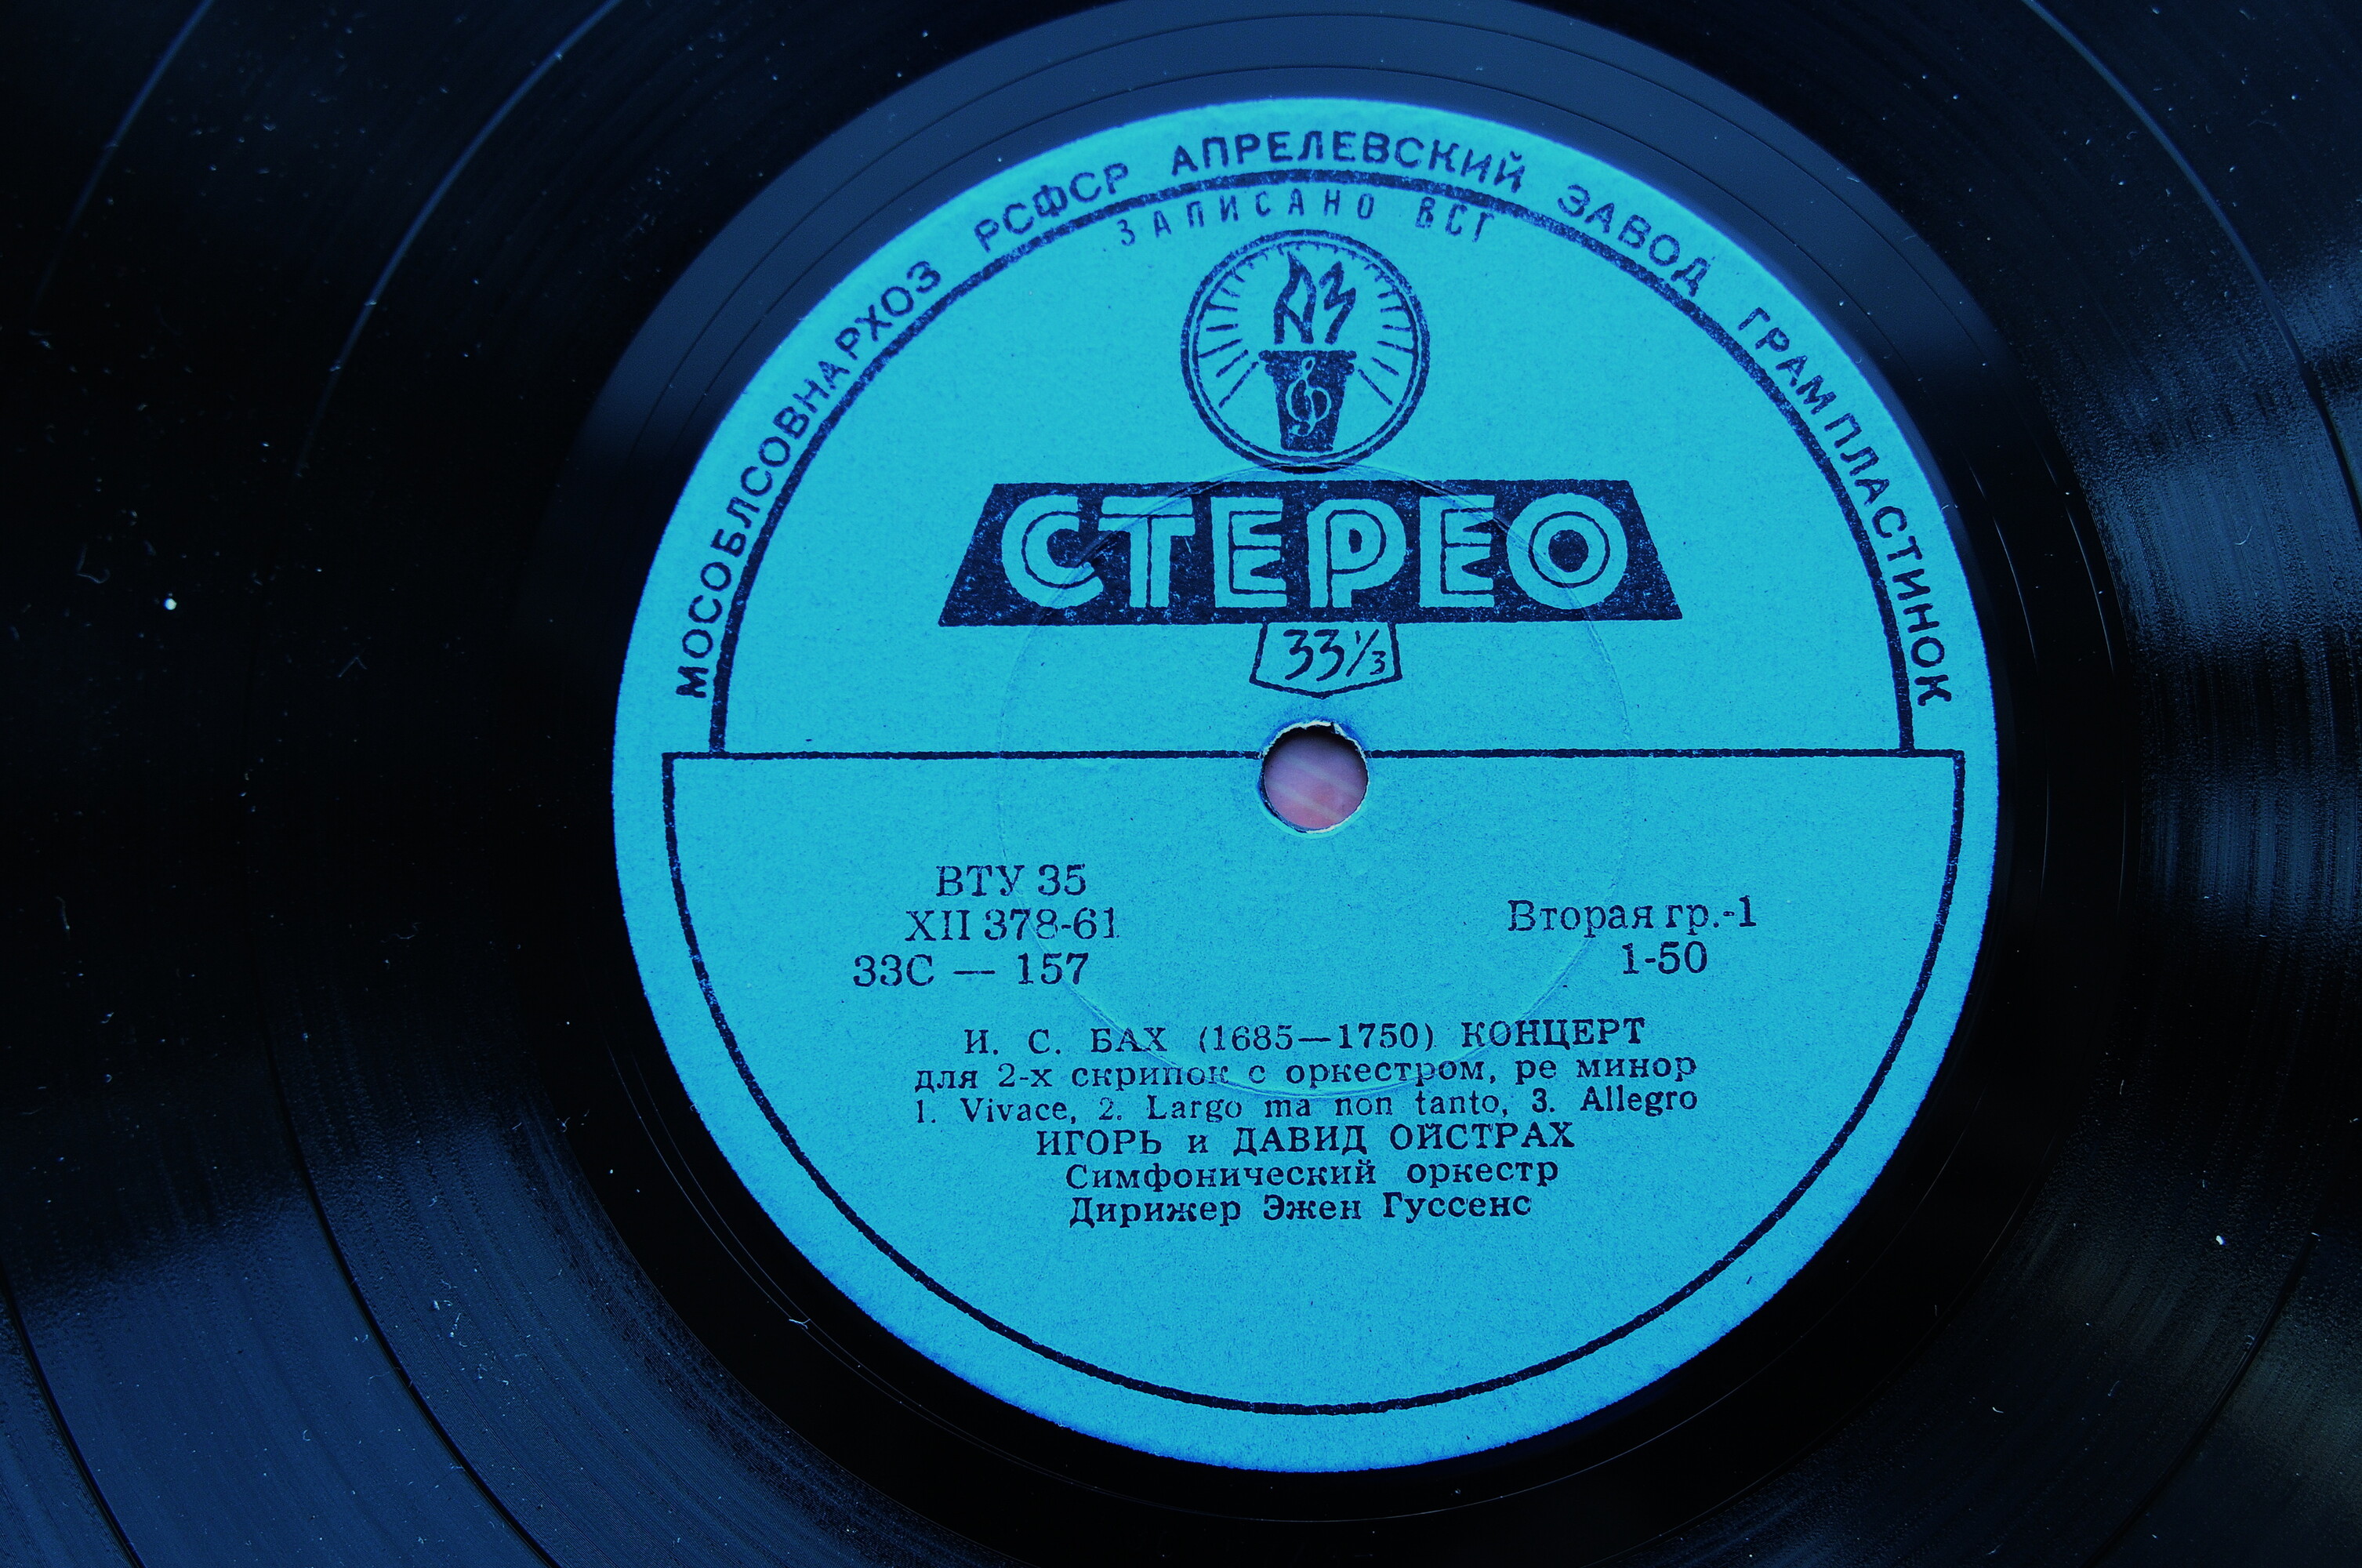 МОСОБЛСОВНАРХОЗ РСФСР АПРЕЛЕВСКИЙ ЗАВОД ГРАМПЛАСТИНОК
ЗАПИСАНО ВСГ
СТЕРЕО
33⅓
ВТУ 35
ХП 378-61
33С — 157
Вторая гр.-1
1-50
И. С. БАХ (1685—1750) КОНЦЕРТ
для 2-х скрипок с оркестром, ре минор
1. Vivace, 2. Largo ma non tanto, 3. Allegro
ИГОРЬ и ДАВИД ОЙСТРАХ
Симфонический оркестр
Дирижер Эжен Гуссенс